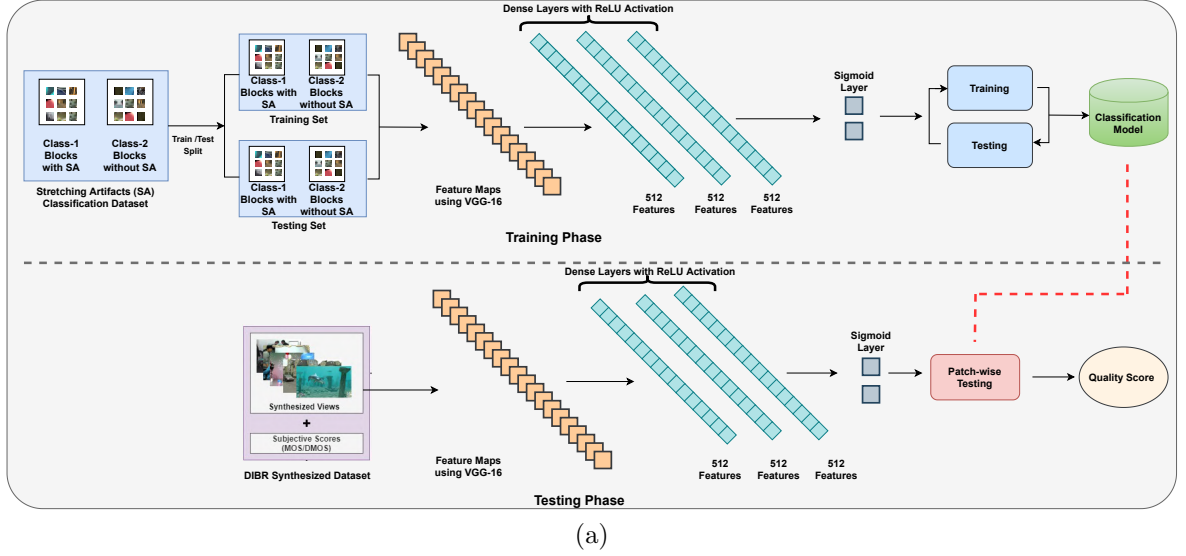 Dense Layers with ReLU Activation
Class-1
Blocks
with SA
Class-2
Blocks
without SA
Stretching Artifacts (SA)
Classification Dataset
Train /Test
Split
Class-1
Blocks with
SA
Class-2
Blocks
without SA
Training Set
Class-1
Blocks with
SA
Class-2
Blocks
without SA
Testing Set
Feature Maps
using VGG-16
512
Features
512
Features
512
Features
Sigmoid
Layer
Training
Testing
Classification
Model
Training Phase
Dense Layers with ReLU Activation
Synthesized Views
+
Subjective Scores
(MOS/DMOS)
DIBR Synthesized Dataset
Feature Maps
using VGG-16
512
Features
512
Features
512
Features
Sigmoid
Layer
Patch-wise
Testing
Quality Score
Testing Phase
(a)